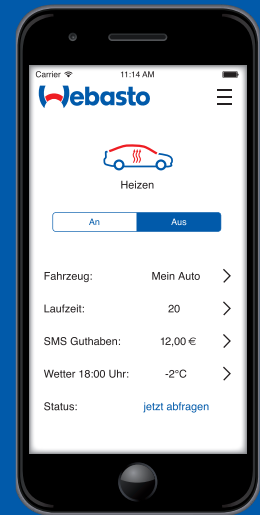 Carrier 11:14 AM
Webasto
Heizen
An Aus
Fahrzeug: Mein Auto
Laufzeit: 20
SMS Guthaben: 12,00 €
Wetter 18:00 Uhr: -2°C
Status: jetzt abfragen